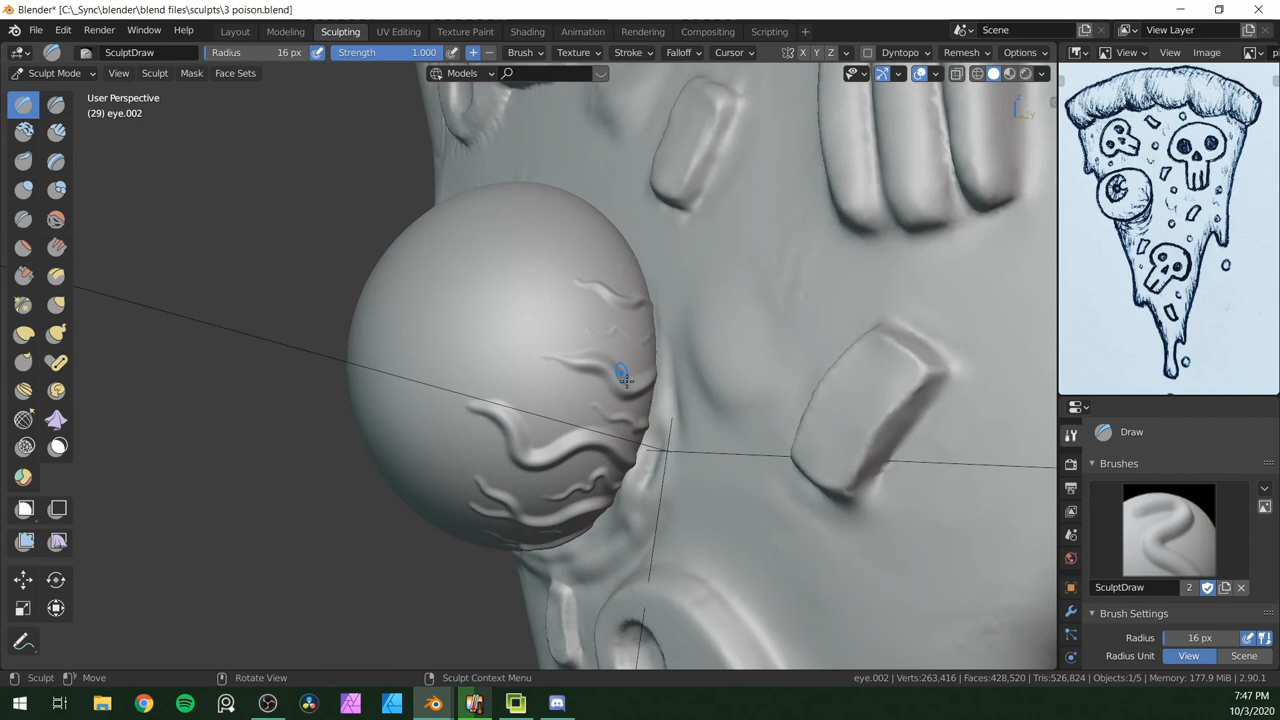 Blender* [C:\_Sync\blender\blend files\sculpts\3 poison.blend]
File Edit Render Window Help Layout Modeling Sculpting UV Editing Texture Paint Shading Animation Rendering Compositing Scripting + Scene View Layer
SculptDraw Radius 16 px Strength 1.000 + − Brush Texture Stroke Falloff Cursor X Y Z Dyntopo Remesh Options View View Image
Sculpt Mode View Sculpt Mask Face Sets Models
User Perspective
(29) eye.002
Draw
Brushes
SculptDraw 2
Brush Settings
Radius 16 px
Radius Unit View Scene
Sculpt Move Rotate View Sculpt Context Menu eye.002 | Verts:263,416 | Faces:428,520 | Tris:526,824 | Objects:1/5 | Memory: 177.9 MiB | 2.90.1
7:47 PM
10/3/2020